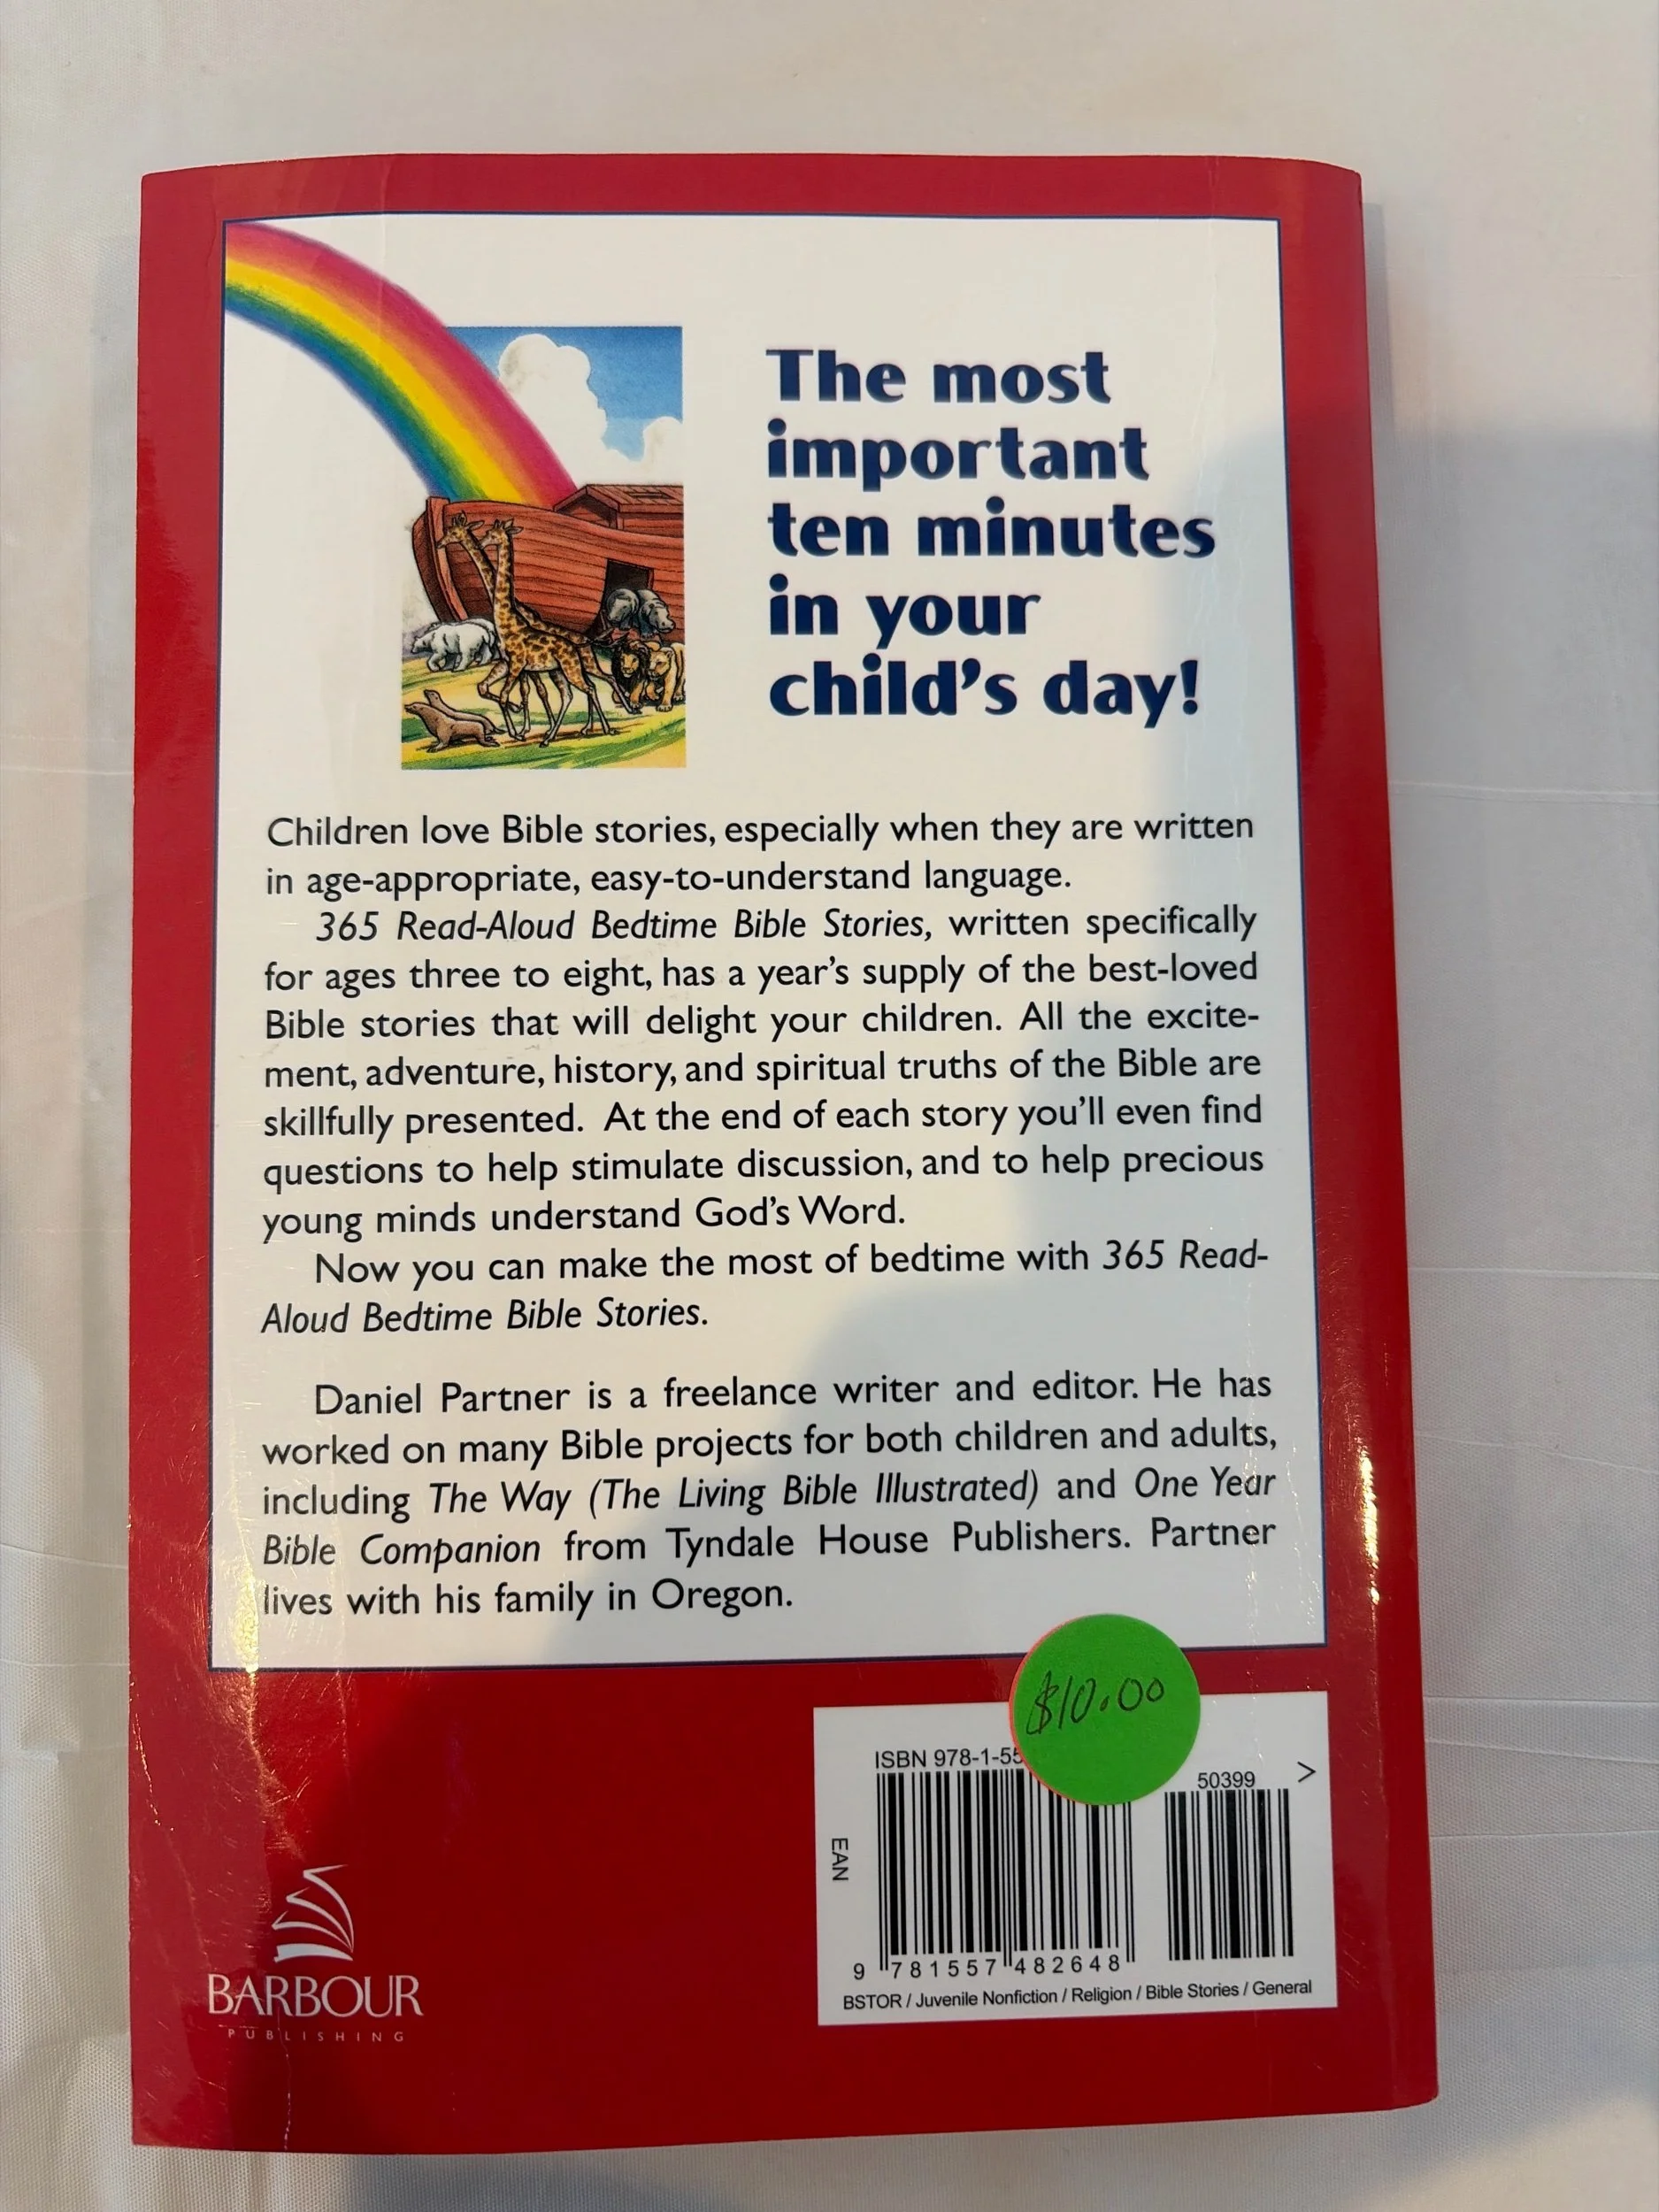 The most
important
ten minutes
in your
child's day!
Children love Bible stories, especially when they are written
in age-appropriate, easy-to-understand language.
365 Read-Aloud Bedtime Bible Stories, written specifically
for ages three to eight, has a year's supply of the best-loved
Bible stories that will delight your children. All the excite-
ment, adventure, history, and spiritual truths of the Bible are
skillfully presented. At the end of each story you'll even find
questions to help stimulate discussion, and to help precious
young minds understand God's Word.
Now you can make the most of bedtime with 365 Read-
Aloud Bedtime Bible Stories.
Daniel Partner is a freelance writer and editor. He has
worked on many Bible projects for both children and adults,
including The Way (The Living Bible Illustrated) and One Year
Bible Companion from Tyndale House Publishers. Partner
lives with his family in Oregon.
$10.00
ISBN 978-1-55
50399 >
EAN
9 781557 482648
BSTOR / Juvenile Nonfiction / Religion / Bible Stories / General
BARBOUR
PUBLISHING